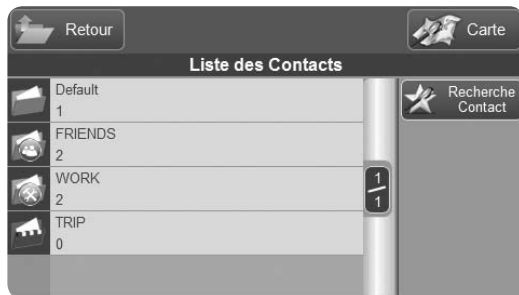 Retour
Carte
Liste des Contacts
Default
1
Recherche
Contact
FRIENDS
2
WORK
2
1
1
TRIP
0